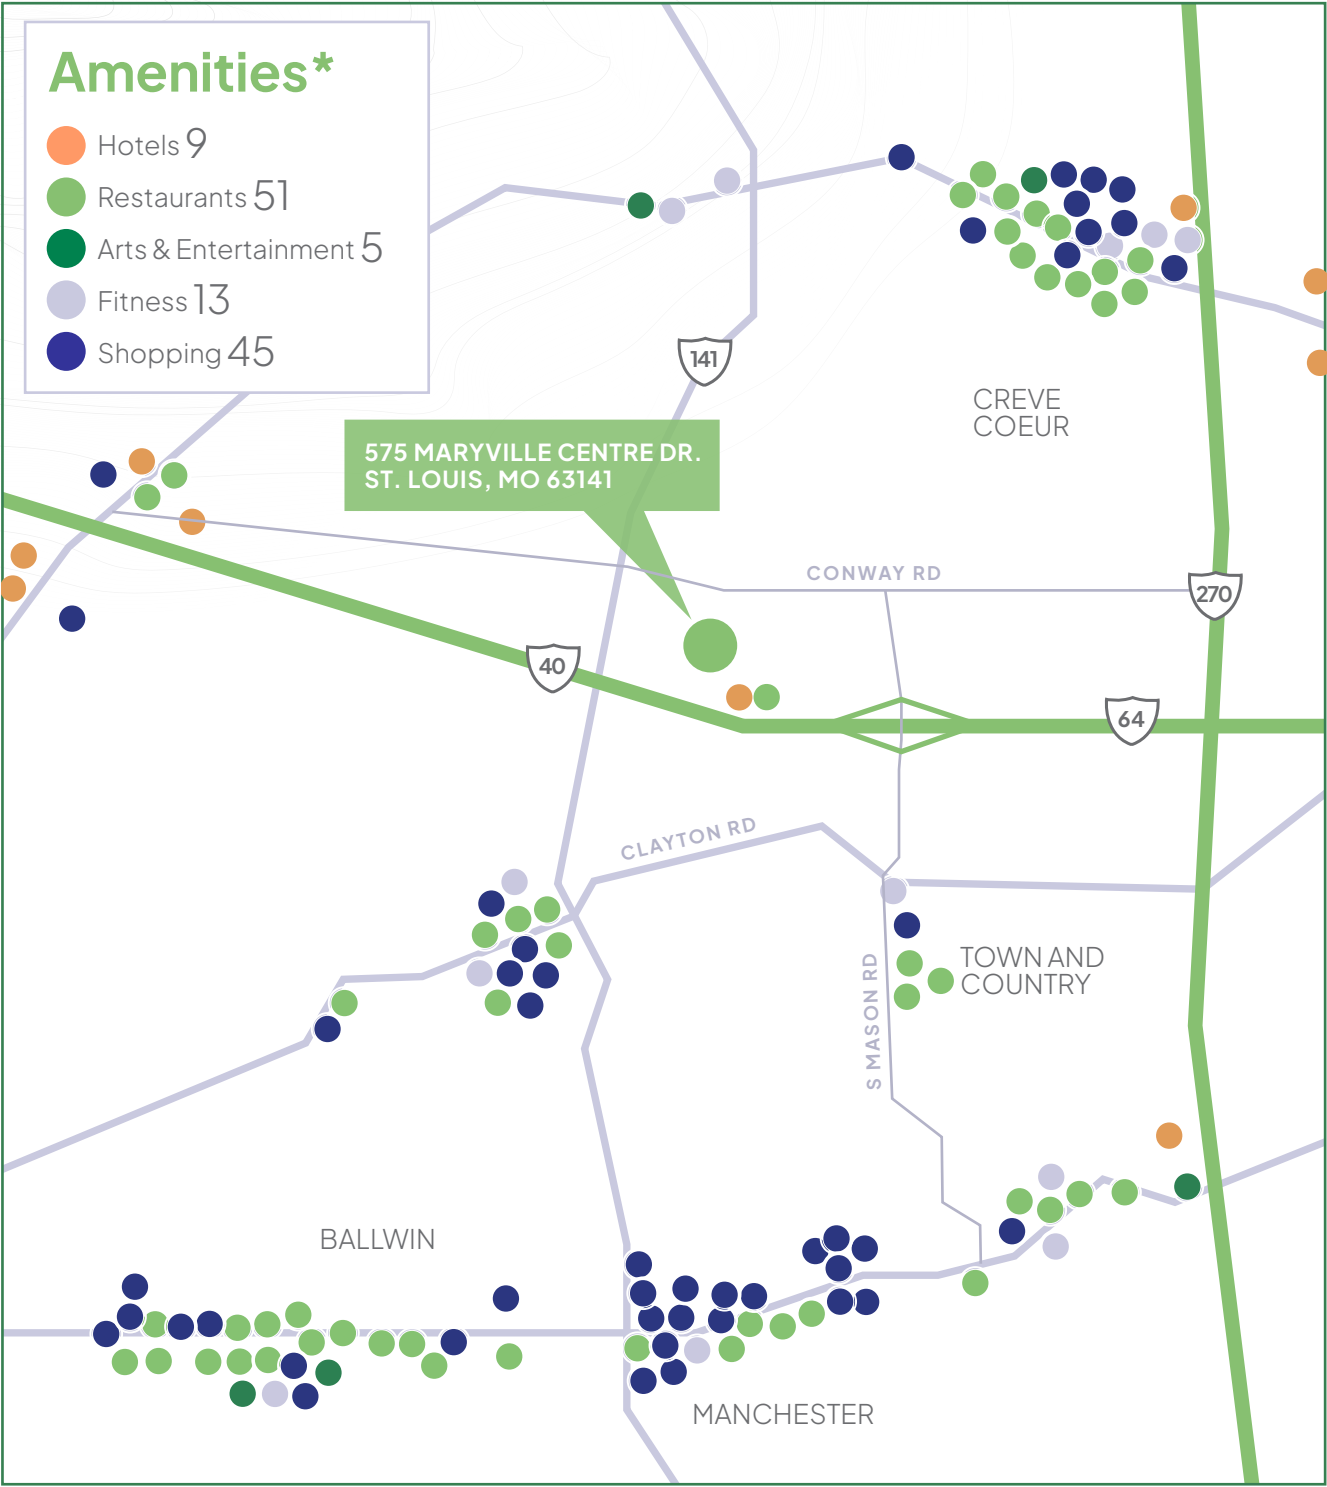 Amenities*
Hotels 9
Restaurants 51
Arts & Entertainment 5
Fitness 13
Shopping 45
141
CREVE
COEUR
575 MARYVILLE CENTRE DR.
ST. LOUIS, MO 63141
CONWAY RD
270
40
64
CLAYTON RD
TOWN AND
COUNTRY
S MASON RD
BALLWIN
MANCHESTER